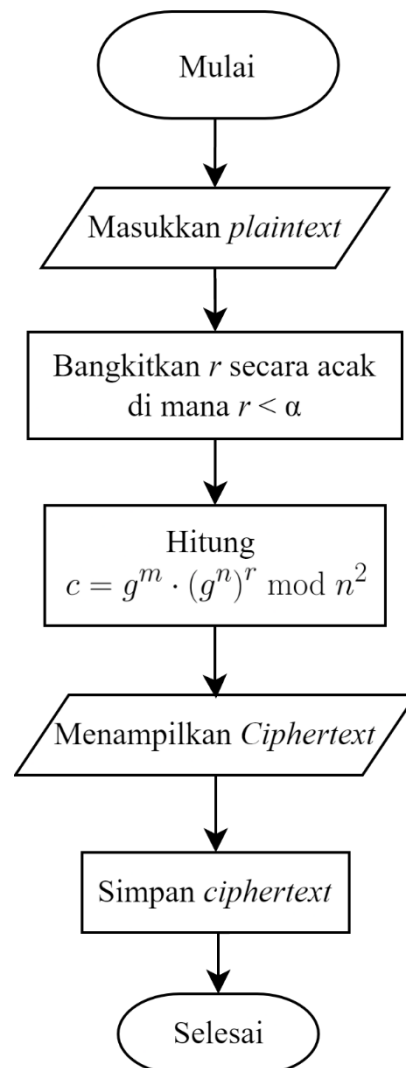 Mulai
Masukkan plaintext
Bangkitkan r secara acak
di mana r < α
Hitung
c = g^m · (g^n)^r mod n^2
Menampilkan Ciphertext
Simpan ciphertext
Selesai